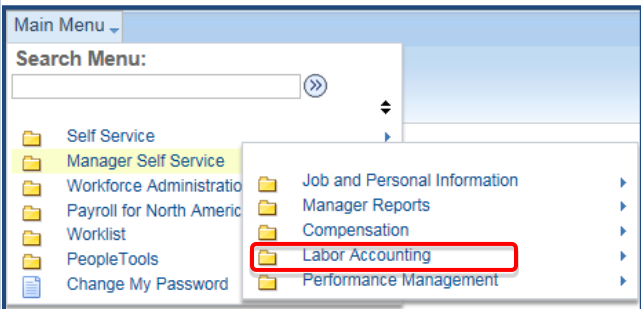 Main Menu
Search Menu:
Self Service
Manager Self Service
Workforce Administratio
Payroll for North Americ
Worklist
PeopleTools
Change My Password
Job and Personal Information
Manager Reports
Compensation
Labor Accounting
Performance Management